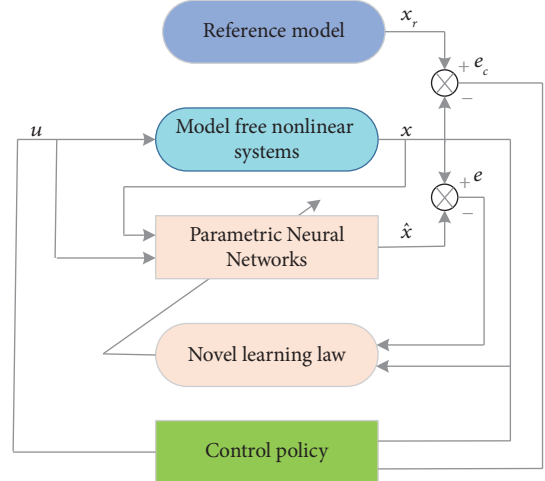 Reference model
x_r
+
e_c
−
u
Model free nonlinear
systems
x
+
e
−
Parametric Neural
Networks
x̂
Novel learning law
Control policy